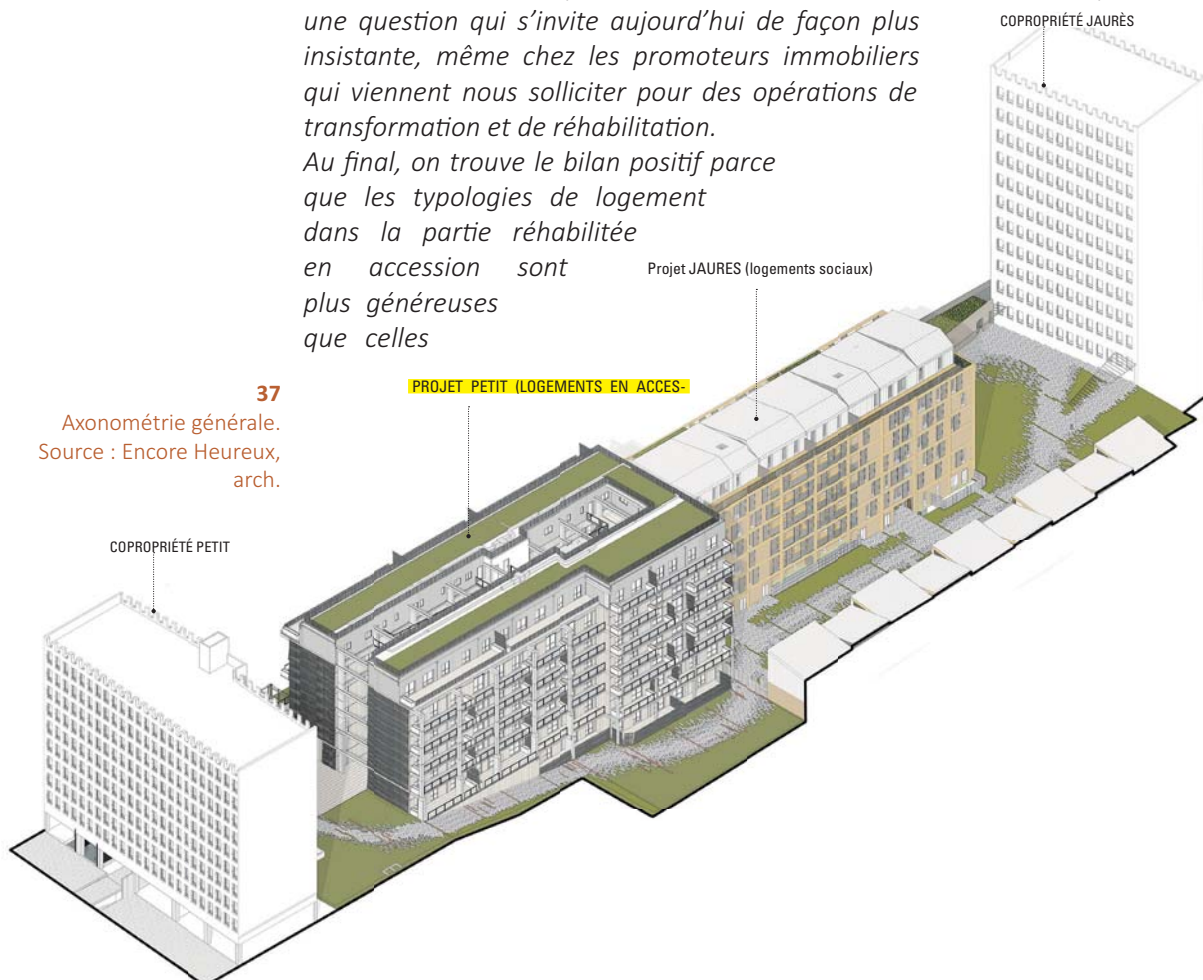 une question qui s’invite aujourd’hui de façon plus
insistante, même chez les promoteurs immobiliers
qui viennent nous solliciter pour des opérations de
transformation et de réhabilitation.
Au final, on trouve le bilan positif parce
que les typologies de logement
dans la partie réhabilitée
en accession sont
plus généreuses
que celles
COPROPRIÉTÉ JAURÈS
Projet JAURES (logements sociaux)
PROJET PETIT (LOGEMENTS EN ACCES-
37
Axonométrie générale.
Source : Encore Heureux,
arch.
COPROPRIÉTÉ PETIT